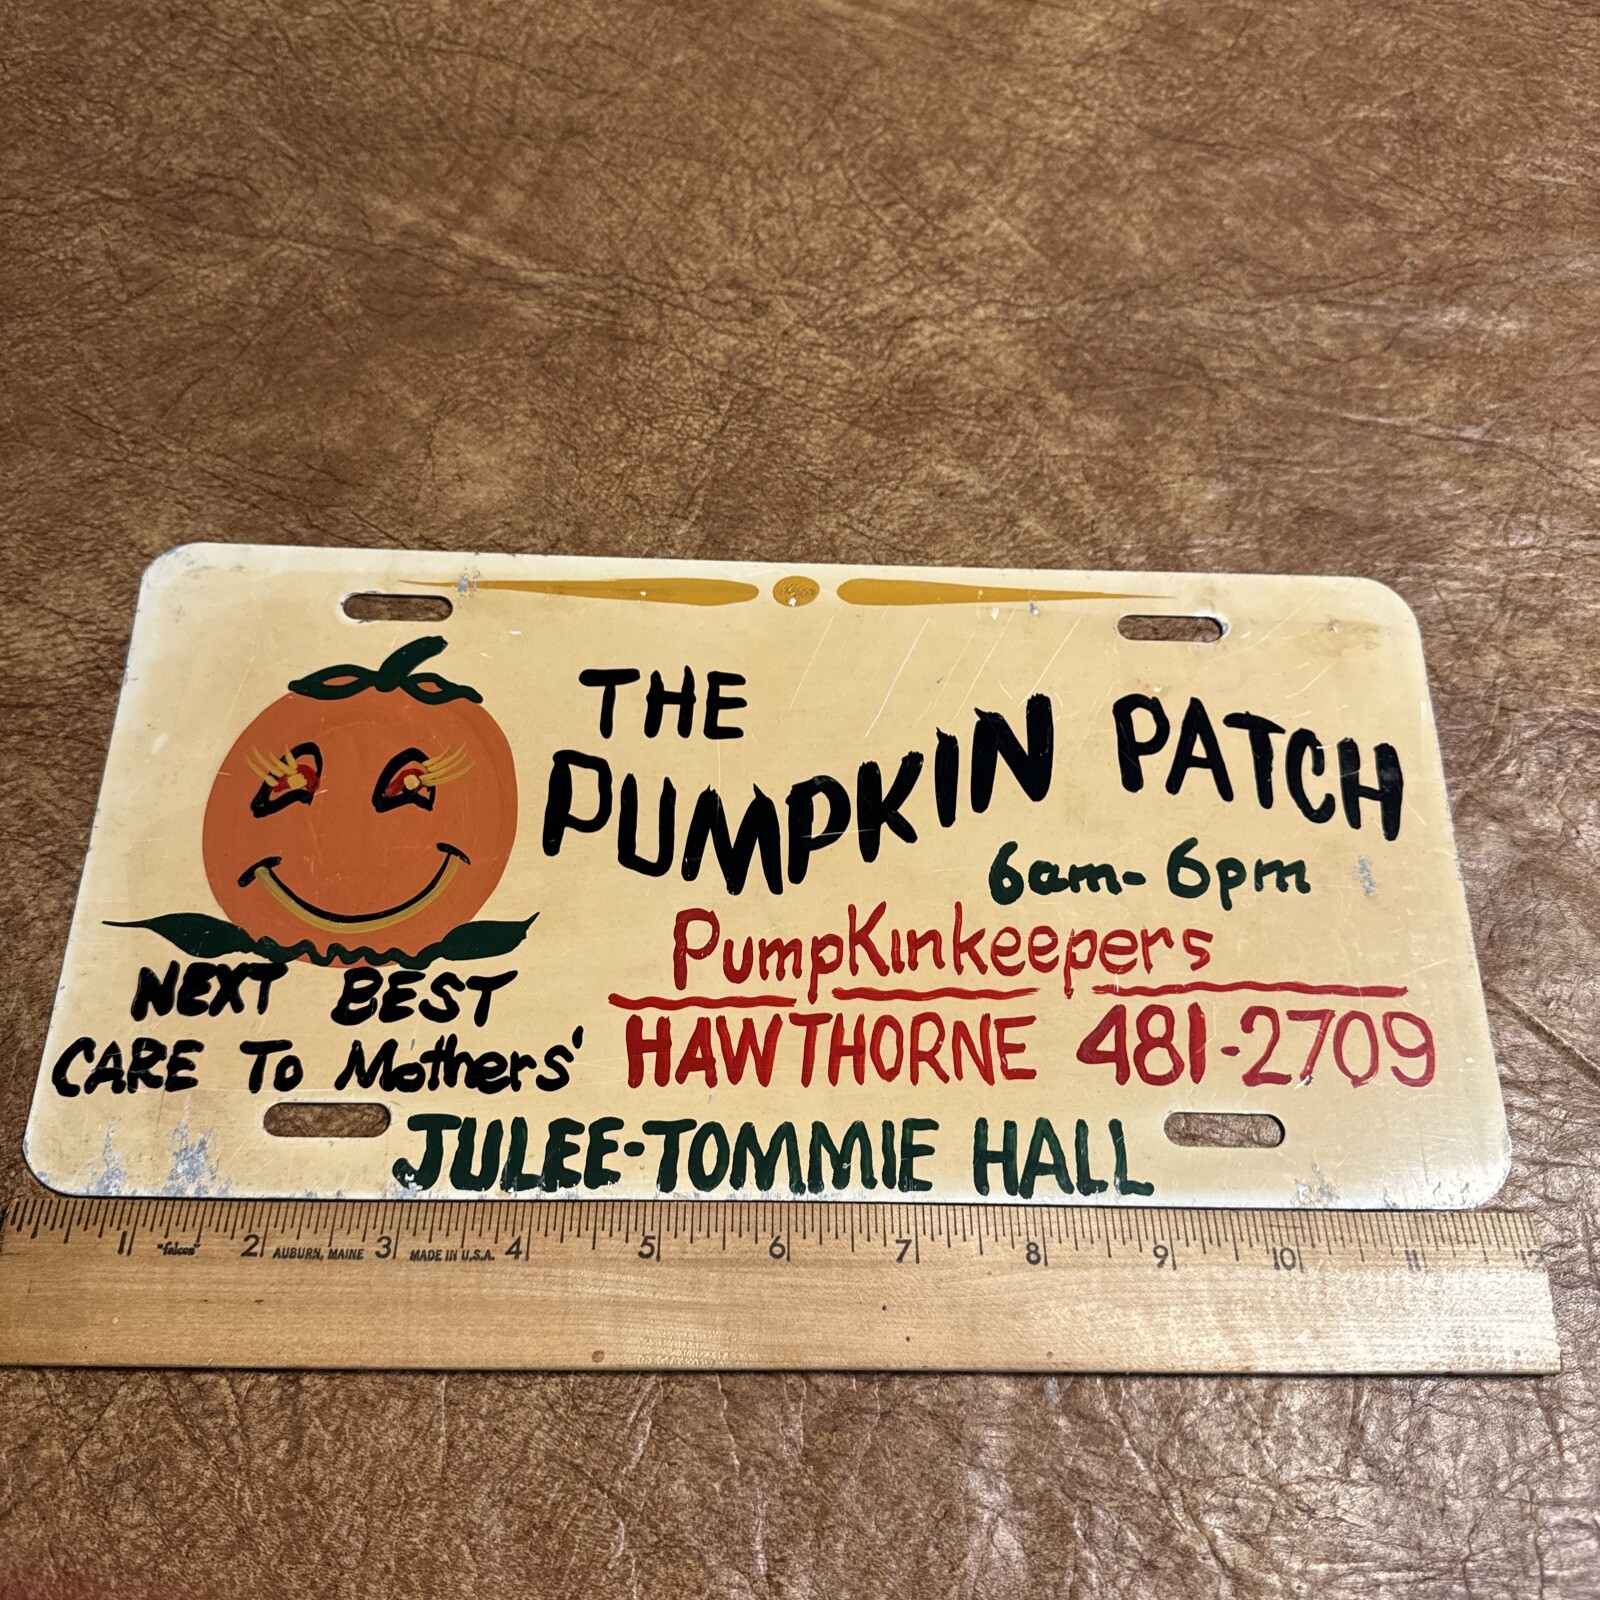 THE
PUMPKIN PATCH
6am-6pm
PumpKinkeepers
NEXT BEST
CARE To Mothers'
HAWTHORNE 481-2709
JULEE-TOMMIE HALL
1 "falcon" 2 AUBURN, MAINE 3 MADE IN U.S.A. 4 5 6 7 8 9 10 11 12